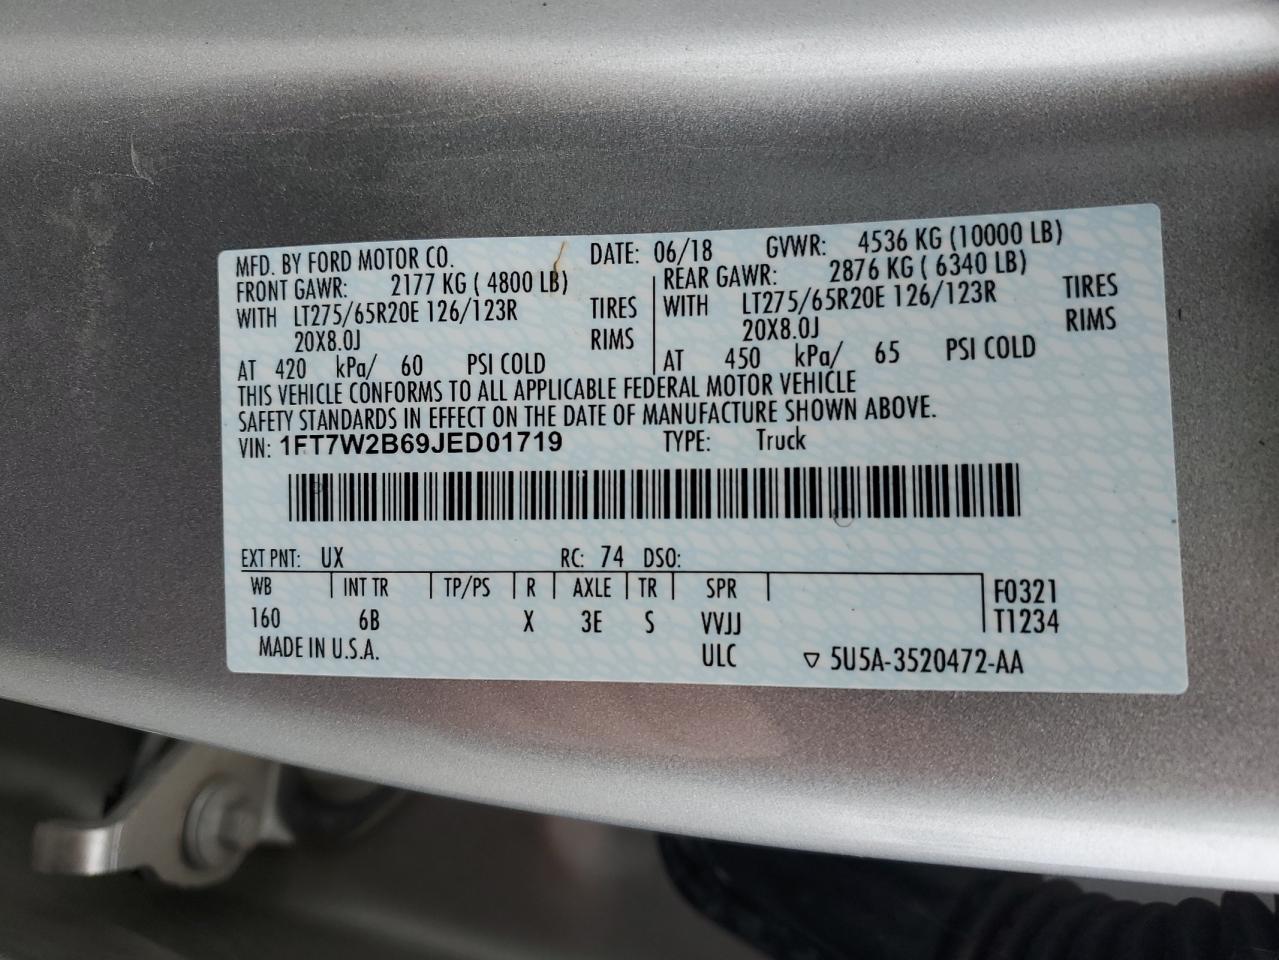 MFD. BY FORD MOTOR CO. DATE: 06/18 GVWR: 4536 KG (10000 LB)
FRONT GAWR: 2177 KG ( 4800 LB) REAR GAWR: 2876 KG ( 6340 LB)
WITH LT275/65R20E 126/123R TIRES WITH LT275/65R20E 126/123R TIRES
20X8.0J RIMS 20X8.0J RIMS
AT 420 kPa/ 60 PSI COLD AT 450 kPa/ 65 PSI COLD
THIS VEHICLE CONFORMS TO ALL APPLICABLE FEDERAL MOTOR VEHICLE
SAFETY STANDARDS IN EFFECT ON THE DATE OF MANUFACTURE SHOWN ABOVE.
VIN: 1FT7W2B69JED01719 TYPE: Truck
EXT PNT: UX RC: 74 DSO:
WB INT TR TP/PS R AXLE TR SPR F0321
160 6B X 3E S VVJJ T1234
MADE IN U.S.A. ULC ▽ 5U5A-3520472-AA